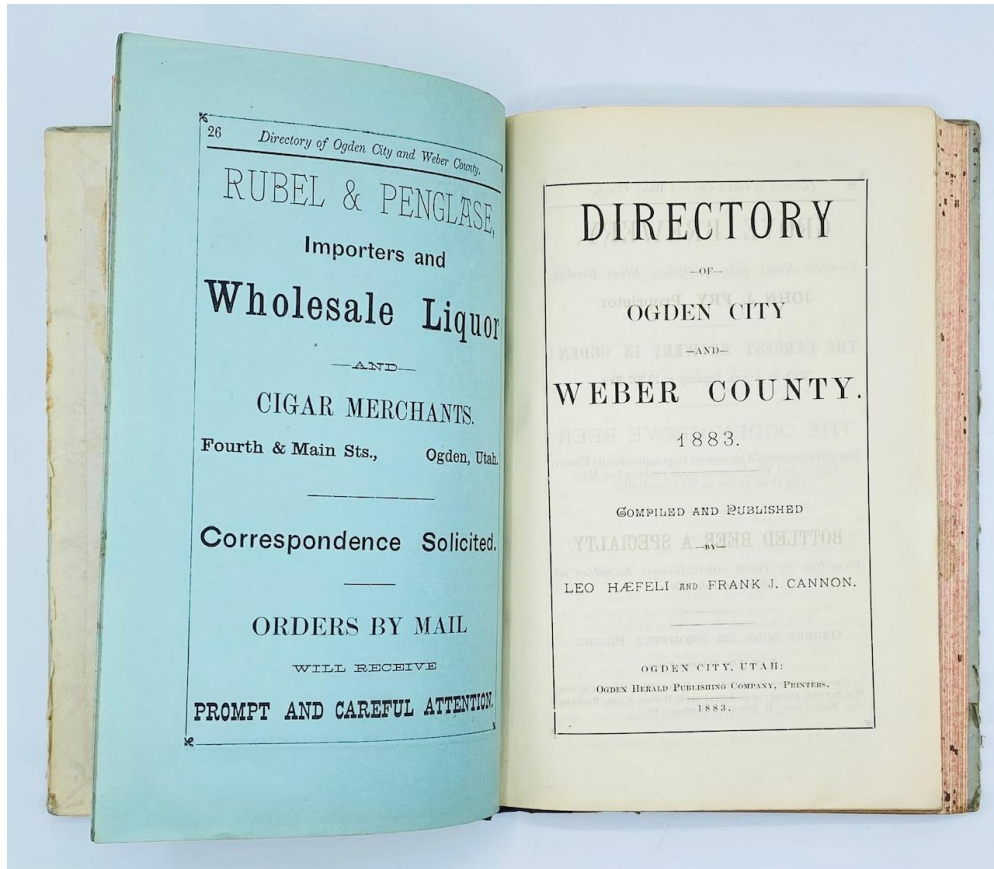 26 Directory of Ogden City and Weber County.
RUBEL & PENGLASE,
Importers and
Wholesale Liquor
—AND—
CIGAR MERCHANTS.
Fourth & Main Sts., Ogden, Utah.
Correspondence Solicited.
ORDERS BY MAIL
WILL RECEIVE
PROMPT AND CAREFUL ATTENTION.
DIRECTORY
—OF—
OGDEN CITY
—AND—
WEBER COUNTY.
1883.
COMPILED AND PUBLISHED
—BY—
LEO HÆFELI AND FRANK J. CANNON.
OGDEN CITY, UTAH:
OGDEN HERALD PUBLISHING COMPANY, PRINTERS.
1883.